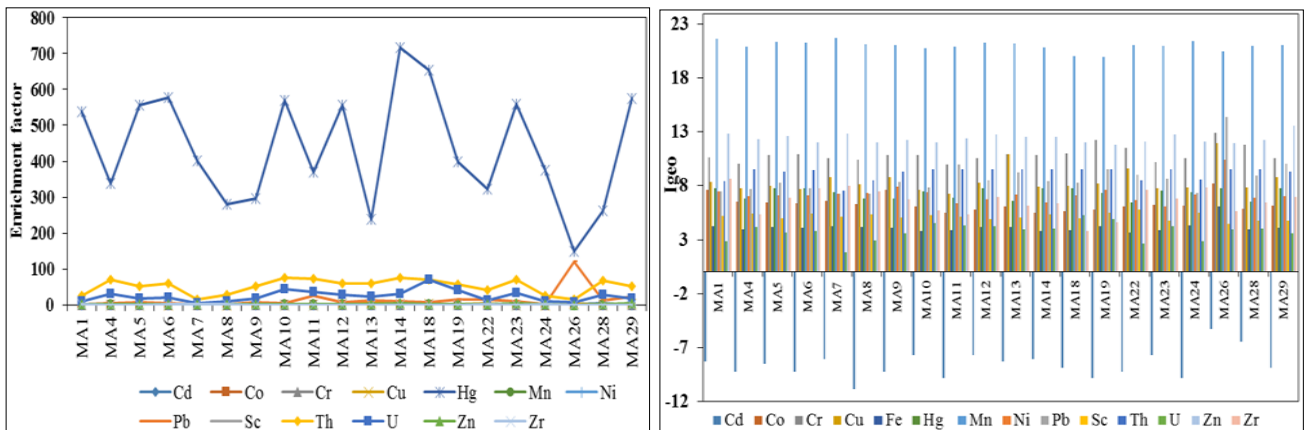 800
700
600
500
400
300
200
100
0
Enrichment factor
MA1
MA4
MA5
MA6
MA7
MA8
MA9
MA10
MA11
MA12
MA13
MA14
MA18
MA19
MA22
MA23
MA24
MA26
MA28
MA29
Cd Co Cr Cu Hg Mn Ni
Pb Sc Th U Zn Zr
23
18
13
8
3
-2
-7
-12
Igeo
MA1
MA4
MA5
MA6
MA7
MA8
MA9
MA10
MA11
MA12
MA13
MA14
MA18
MA19
MA22
MA23
MA24
MA26
MA28
MA29
Cd Co Cr Cu Fe Hg Mn Ni Pb Sc Th U Zn Zr